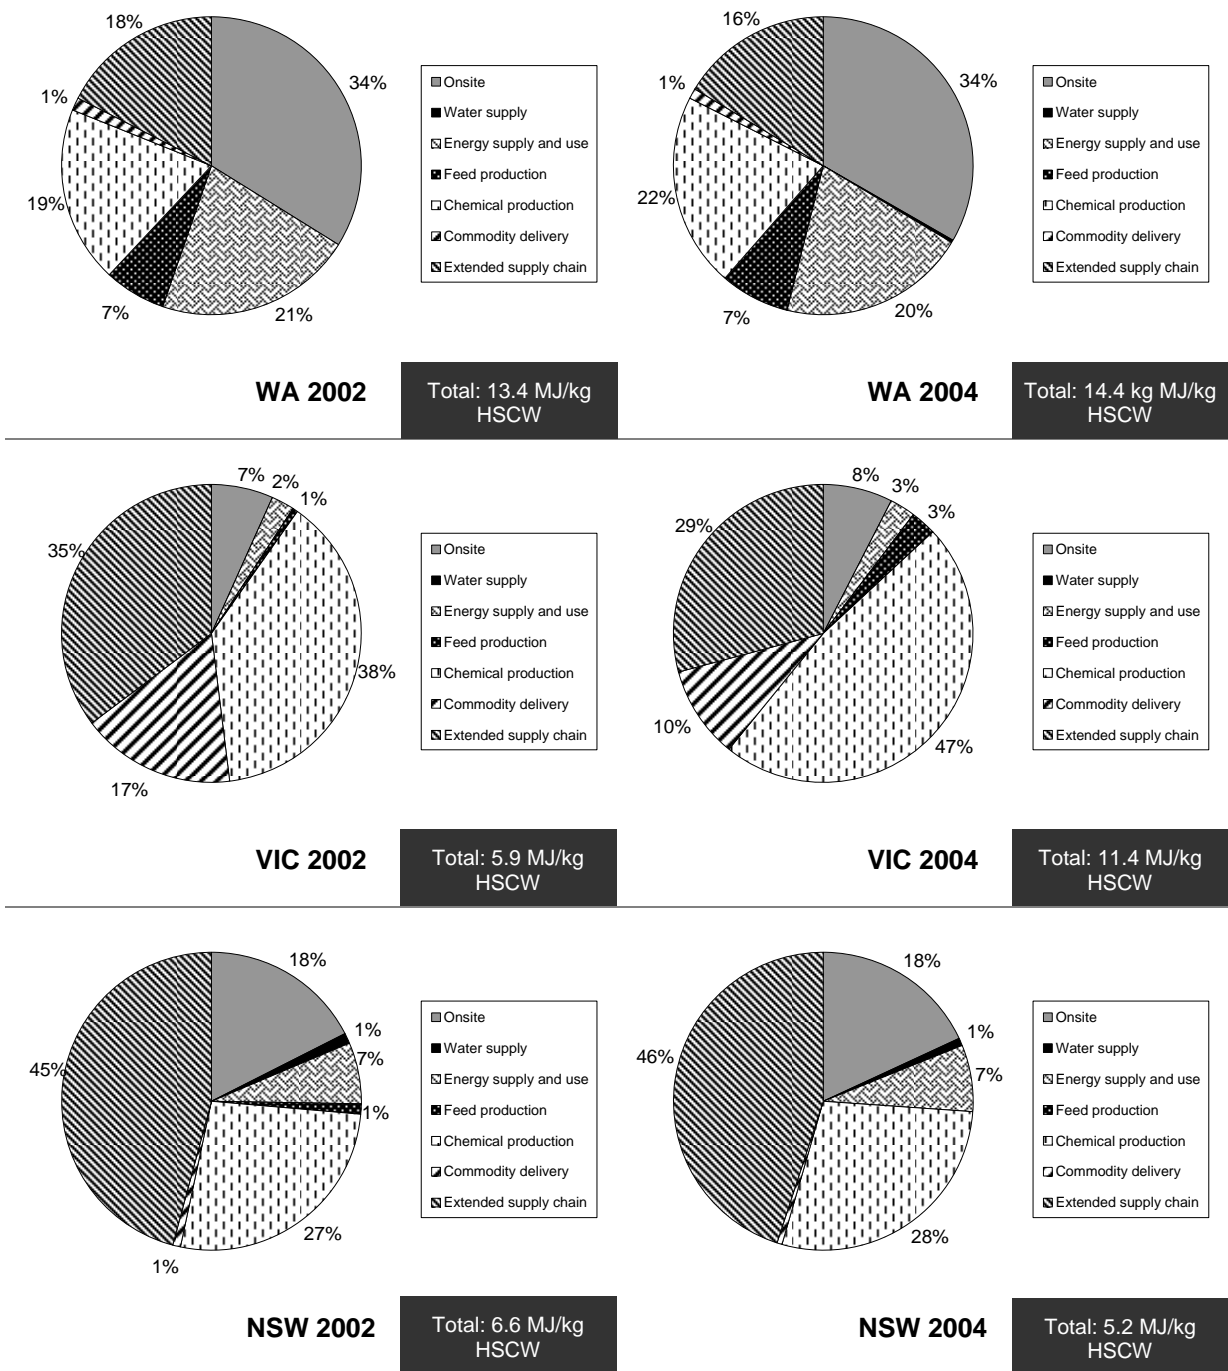 18%
34%
1%
19%
7%
21%
Onsite
Water supply
Energy supply and use
Feed production
Chemical production
Commodity delivery
Extended supply chain
WA 2002
Total: 13.4 MJ/kg
HSCW
16%
34%
1%
22%
7%
20%
Onsite
Water supply
Energy supply and use
Feed production
Chemical production
Commodity delivery
Extended supply chain
WA 2004
Total: 14.4 kg MJ/kg
HSCW
7%
2%
1%
35%
38%
17%
Onsite
Water supply
Energy supply and use
Feed production
Chemical production
Commodity delivery
Extended supply chain
VIC 2002
Total: 5.9 MJ/kg
HSCW
8%
3%
3%
29%
10%
47%
Onsite
Water supply
Energy supply and use
Feed production
Chemical production
Commodity delivery
Extended supply chain
VIC 2004
Total: 11.4 MJ/kg
HSCW
18%
1%
7%
45%
1%
27%
1%
Onsite
Water supply
Energy supply and use
Feed production
Chemical production
Commodity delivery
Extended supply chain
NSW 2002
Total: 6.6 MJ/kg
HSCW
18%
1%
46%
7%
28%
Onsite
Water supply
Energy supply and use
Feed production
Chemical production
Commodity delivery
Extended supply chain
NSW 2004
Total: 5.2 MJ/kg
HSCW